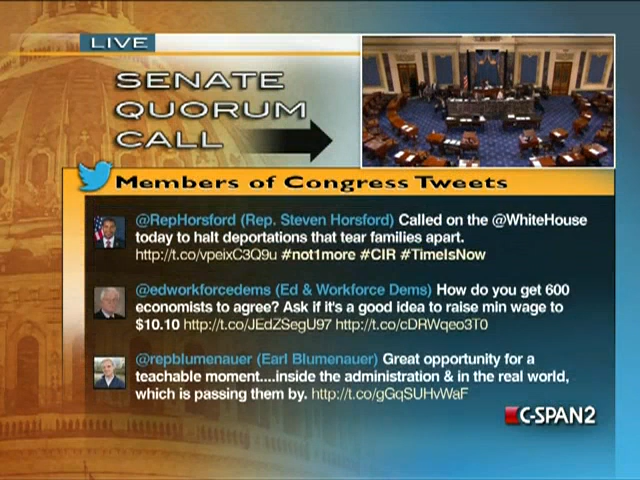 LIVE
SENATE
QUORUM
CALL
Members of Congress Tweets
@RepHorsford (Rep. Steven Horsford) Called on the @WhiteHouse
today to halt deportations that tear families apart.
http://t.co/vpeixC3Q9u #not1more #CIR #TimeIsNow
@edworkforcedems (Ed & Workforce Dems) How do you get 600
economists to agree? Ask if it's a good idea to raise min wage to
$10.10 http://t.co/JEdZSegU97 http://t.co/cDRWqeo3T0
@repblumenauer (Earl Blumenauer) Great opportunity for a
teachable moment....inside the administration & in the real world,
which is passing them by. http://t.co/gGqSUHvWaF
C-SPAN2